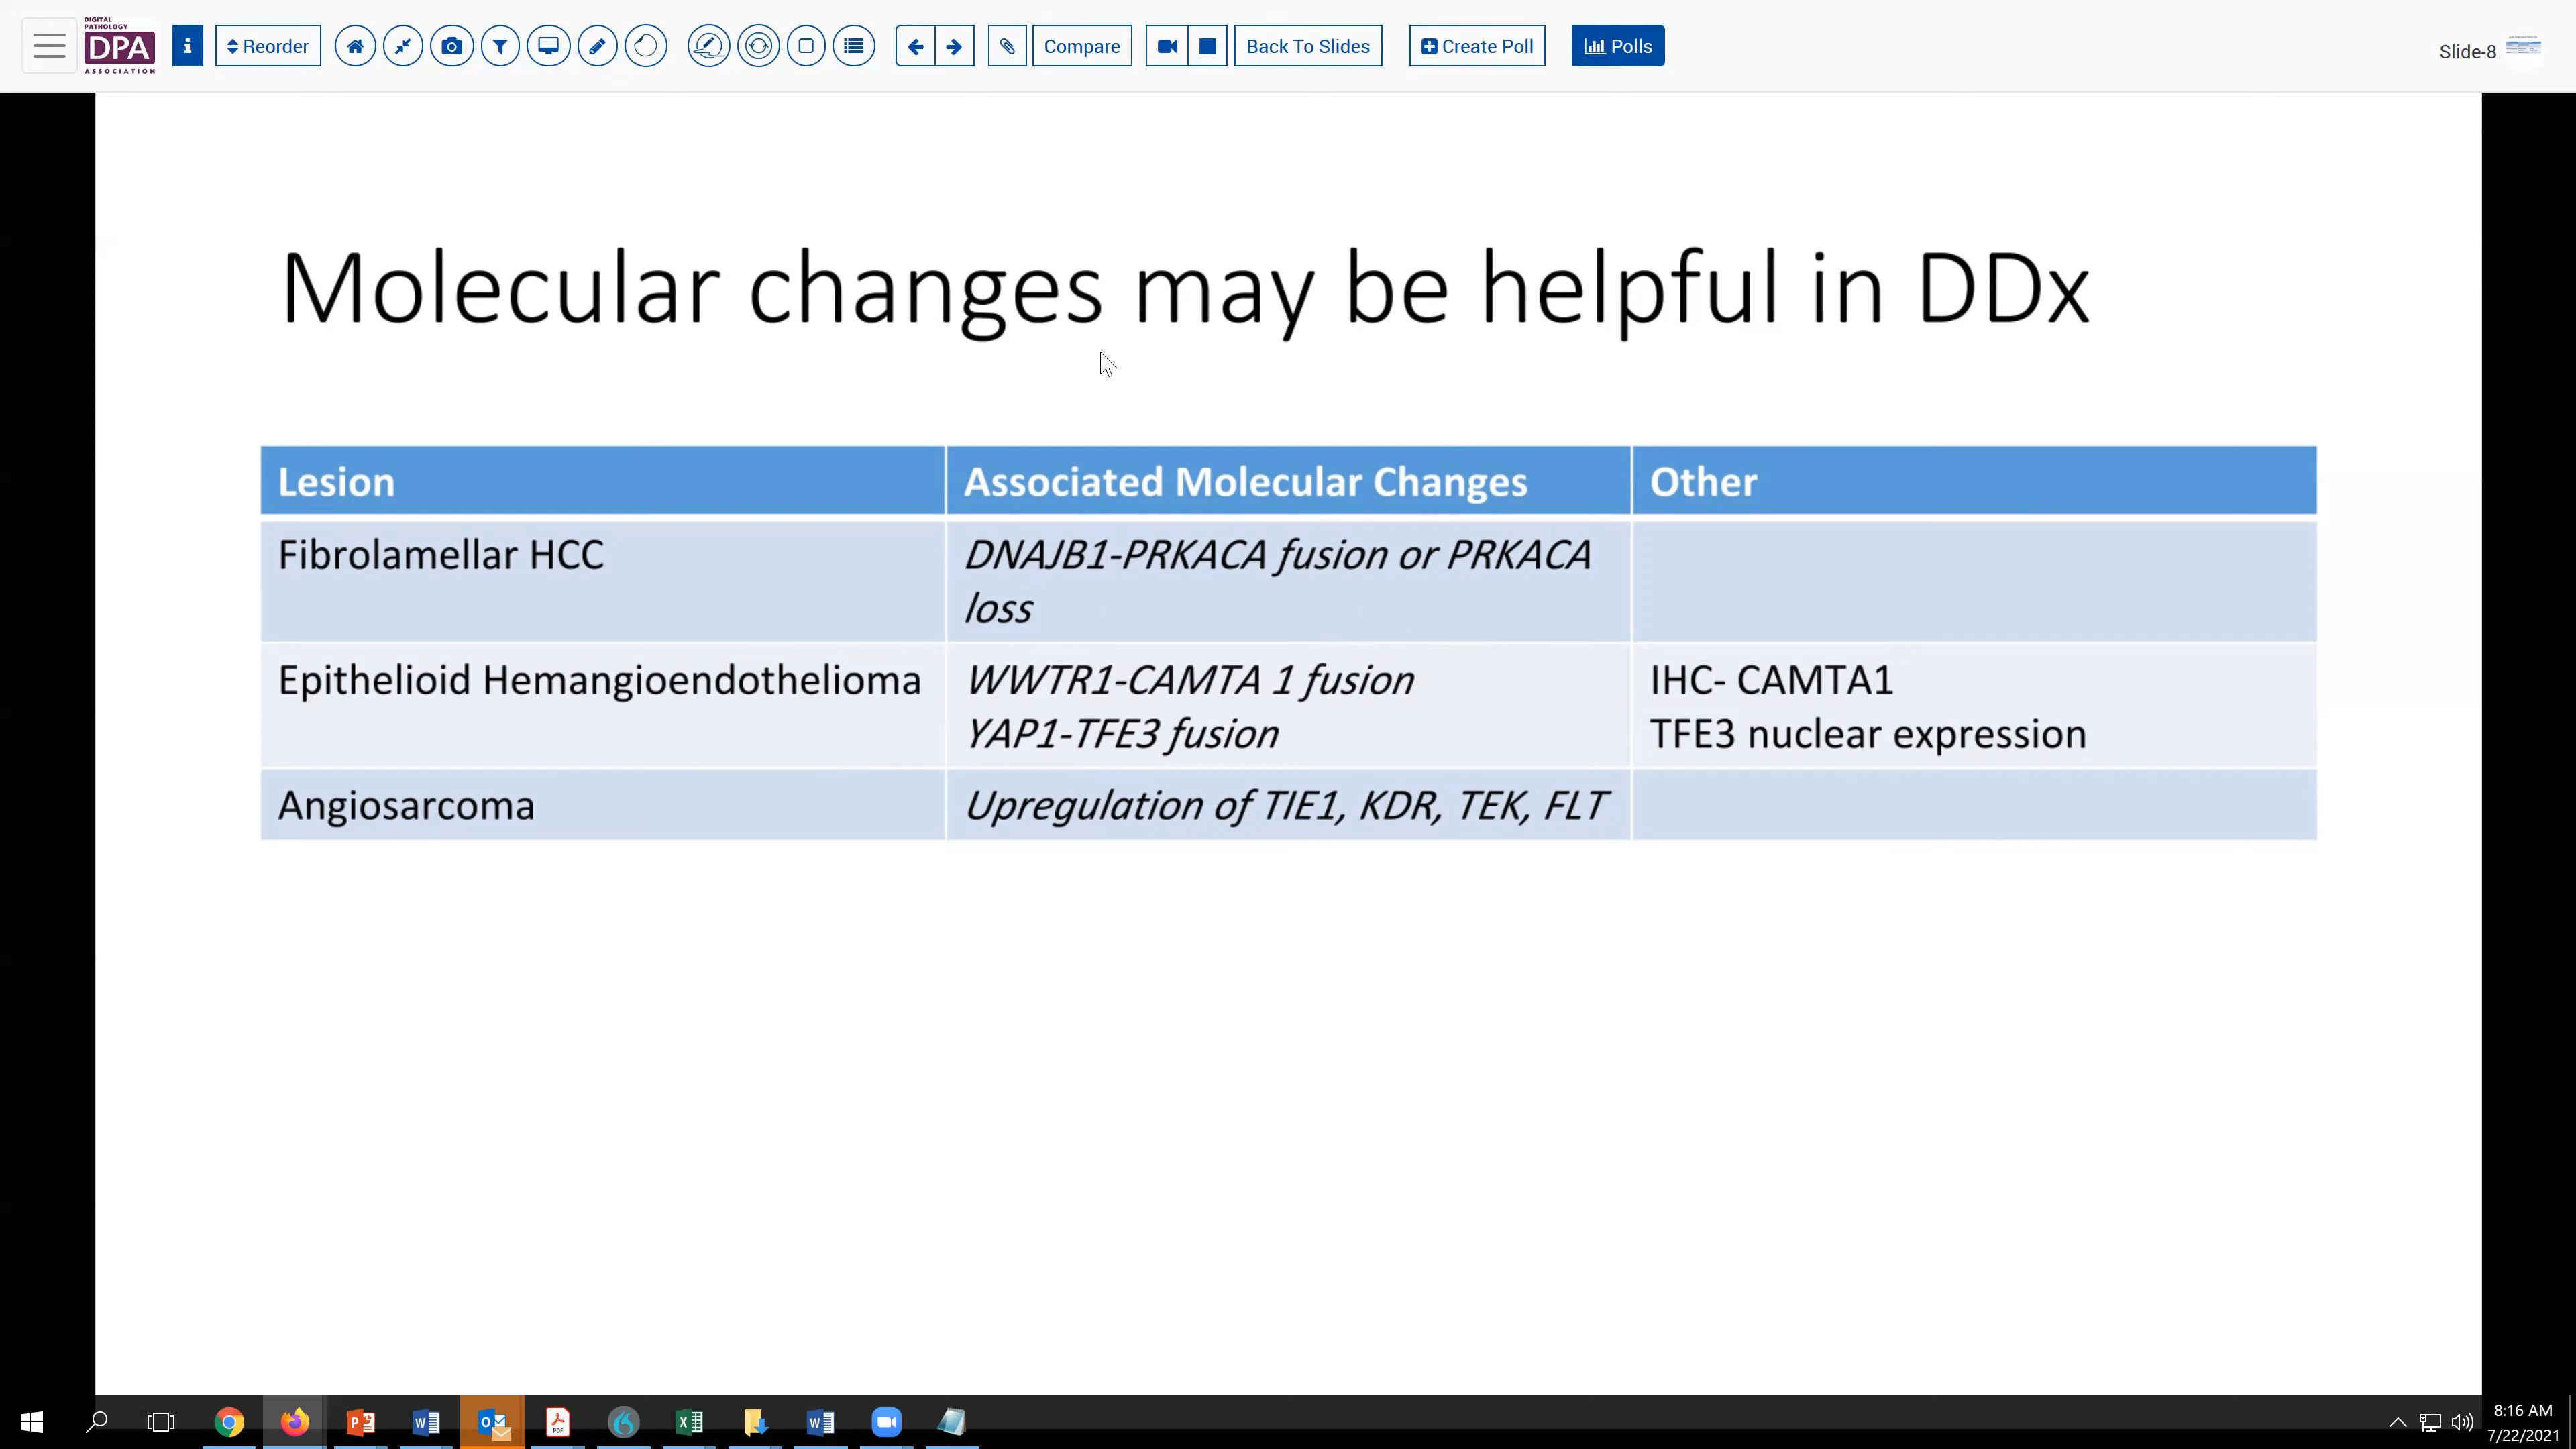 DIGITAL PATHOLOGY
DPA
ASSOCIATION
i
Reorder
Compare
Back To Slides
Create Poll
Polls
Slide-8
Molecular changes may be helpful in DDx
Lesion
Associated Molecular Changes
Other
Fibrolamellar HCC
DNAJB1-PRKACA fusion or PRKACA
loss
Epithelioid Hemangioendothelioma
WWTR1-CAMTA 1 fusion
YAP1-TFE3 fusion
IHC- CAMTA1
TFE3 nuclear expression
Angiosarcoma
Upregulation of TIE1, KDR, TEK, FLT
8:16 AM
7/22/2021